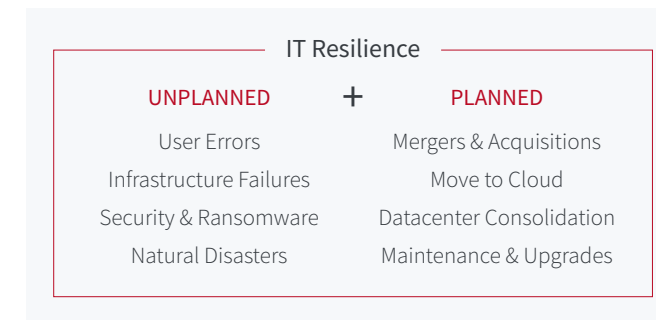 IT Resilience
UNPLANNED + PLANNED
User Errors
Infrastructure Failures
Security & Ransomware
Natural Disasters
Mergers & Acquisitions
Move to Cloud
Datacenter Consolidation
Maintenance & Upgrades